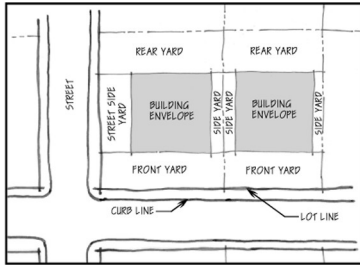 REAR YARD
REAR YARD
STREET
STREET SIDE
YARD
BUILDING
ENVELOPE
SIDE YARD
SIDE YARD
BUILDING
ENVELOPE
SIDE YARD
FRONT YARD
FRONT YARD
CURB LINE
LOT LINE